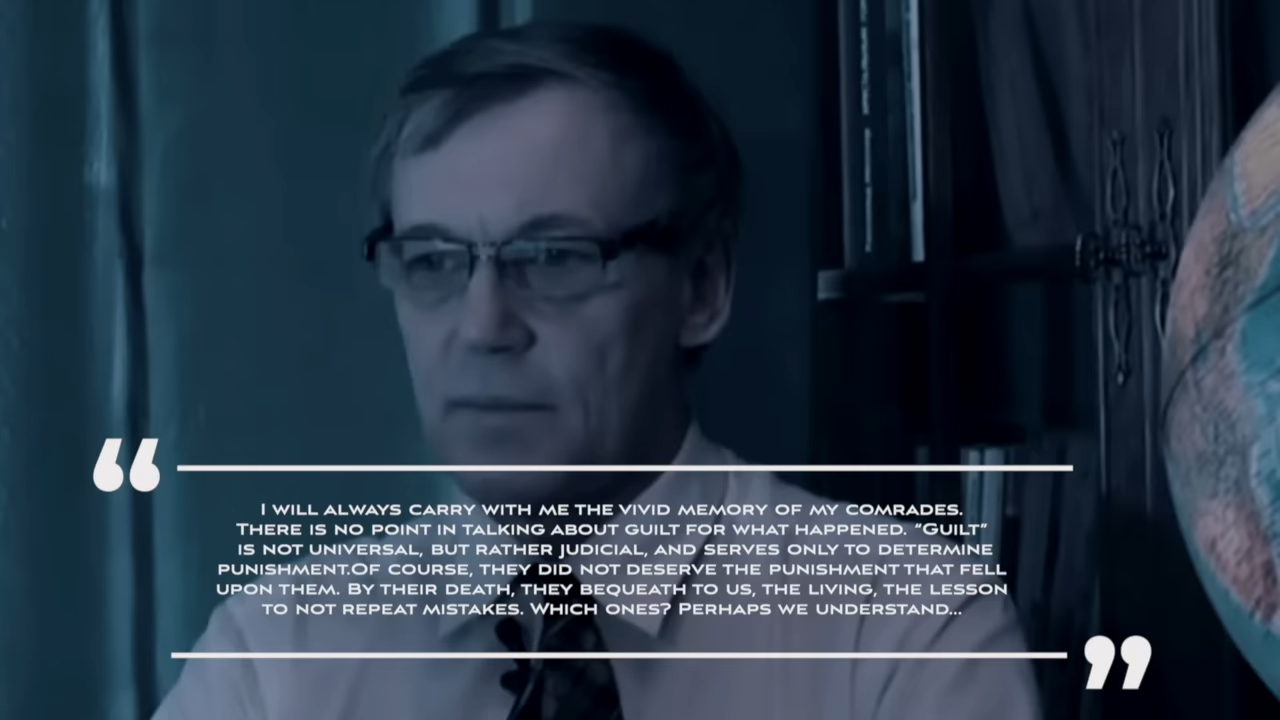 “
I WILL ALWAYS CARRY WITH ME THE VIVID MEMORY OF MY COMRADES.
THERE IS NO POINT IN TALKING ABOUT GUILT FOR WHAT HAPPENED. “GUILT”
IS NOT UNIVERSAL, BUT RATHER JUDICIAL, AND SERVES ONLY TO DETERMINE
PUNISHMENT.OF COURSE, THEY DID NOT DESERVE THE PUNISHMENT THAT FELL
UPON THEM. BY THEIR DEATH, THEY BEQUEATH TO US, THE LIVING, THE LESSON
TO NOT REPEAT MISTAKES. WHICH ONES? PERHAPS WE UNDERSTAND...
”